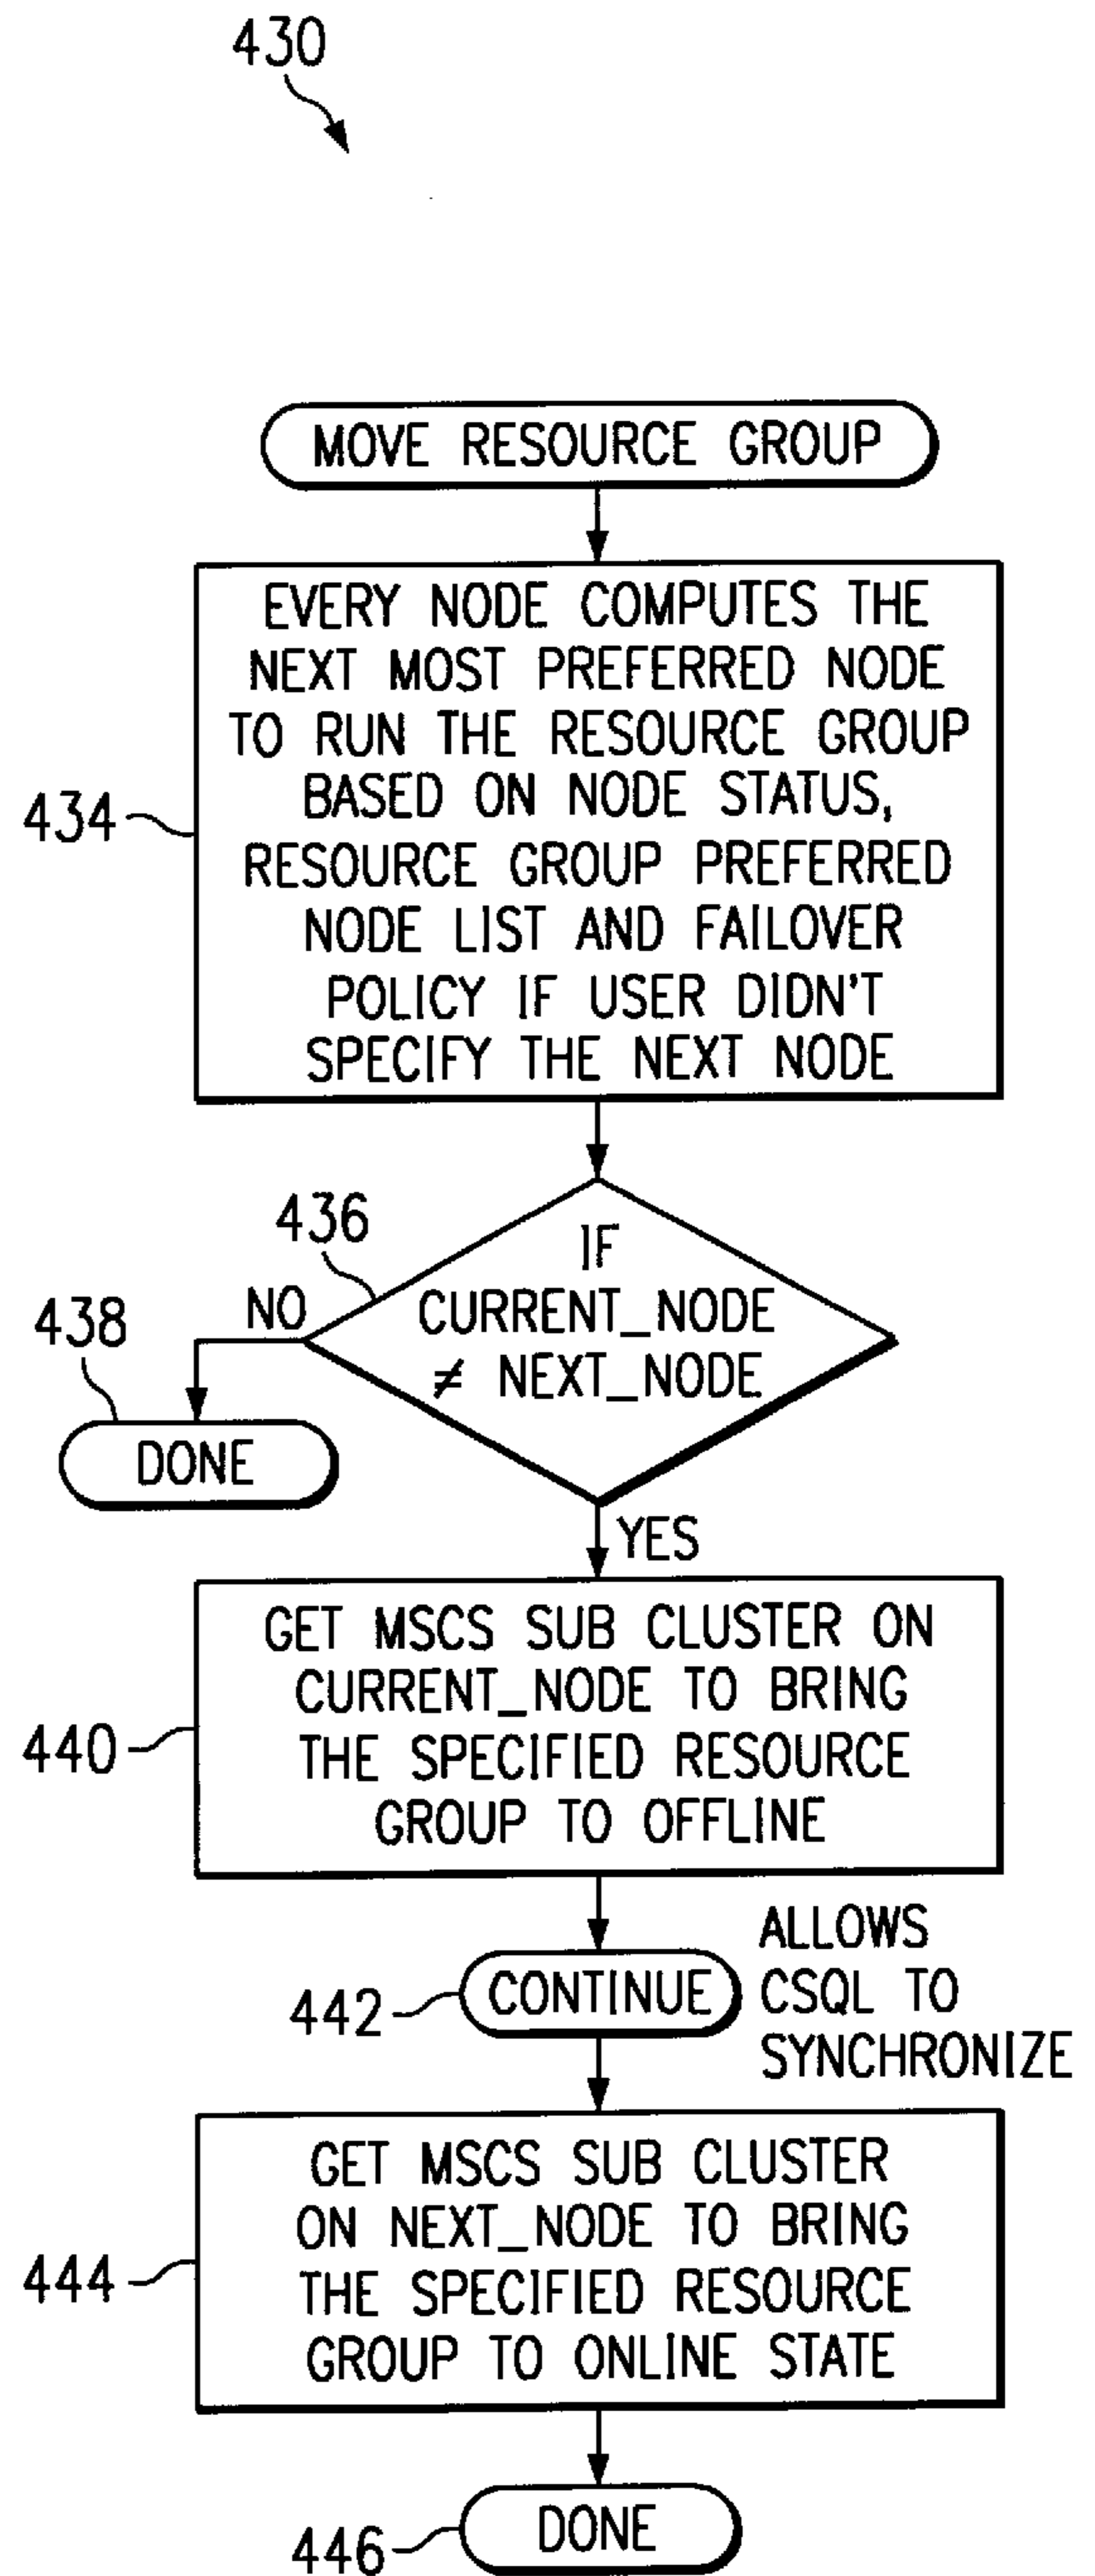 430
MOVE RESOURCE GROUP
EVERY NODE COMPUTES THE
NEXT MOST PREFERRED NODE
TO RUN THE RESOURCE GROUP
BASED ON NODE STATUS,
RESOURCE GROUP PREFERRED
NODE LIST AND FAILOVER
POLICY IF USER DIDN'T
SPECIFY THE NEXT NODE
434
436
IF
CURRENT_NODE
≠ NEXT_NODE
NO
438
DONE
YES
GET MSCS SUB CLUSTER ON
CURRENT_NODE TO BRING
THE SPECIFIED RESOURCE
GROUP TO OFFLINE
440
442
CONTINUE
ALLOWS
CSQL TO
SYNCHRONIZE
GET MSCS SUB CLUSTER
ON NEXT_NODE TO BRING
THE SPECIFIED RESOURCE
GROUP TO ONLINE STATE
444
DONE
446